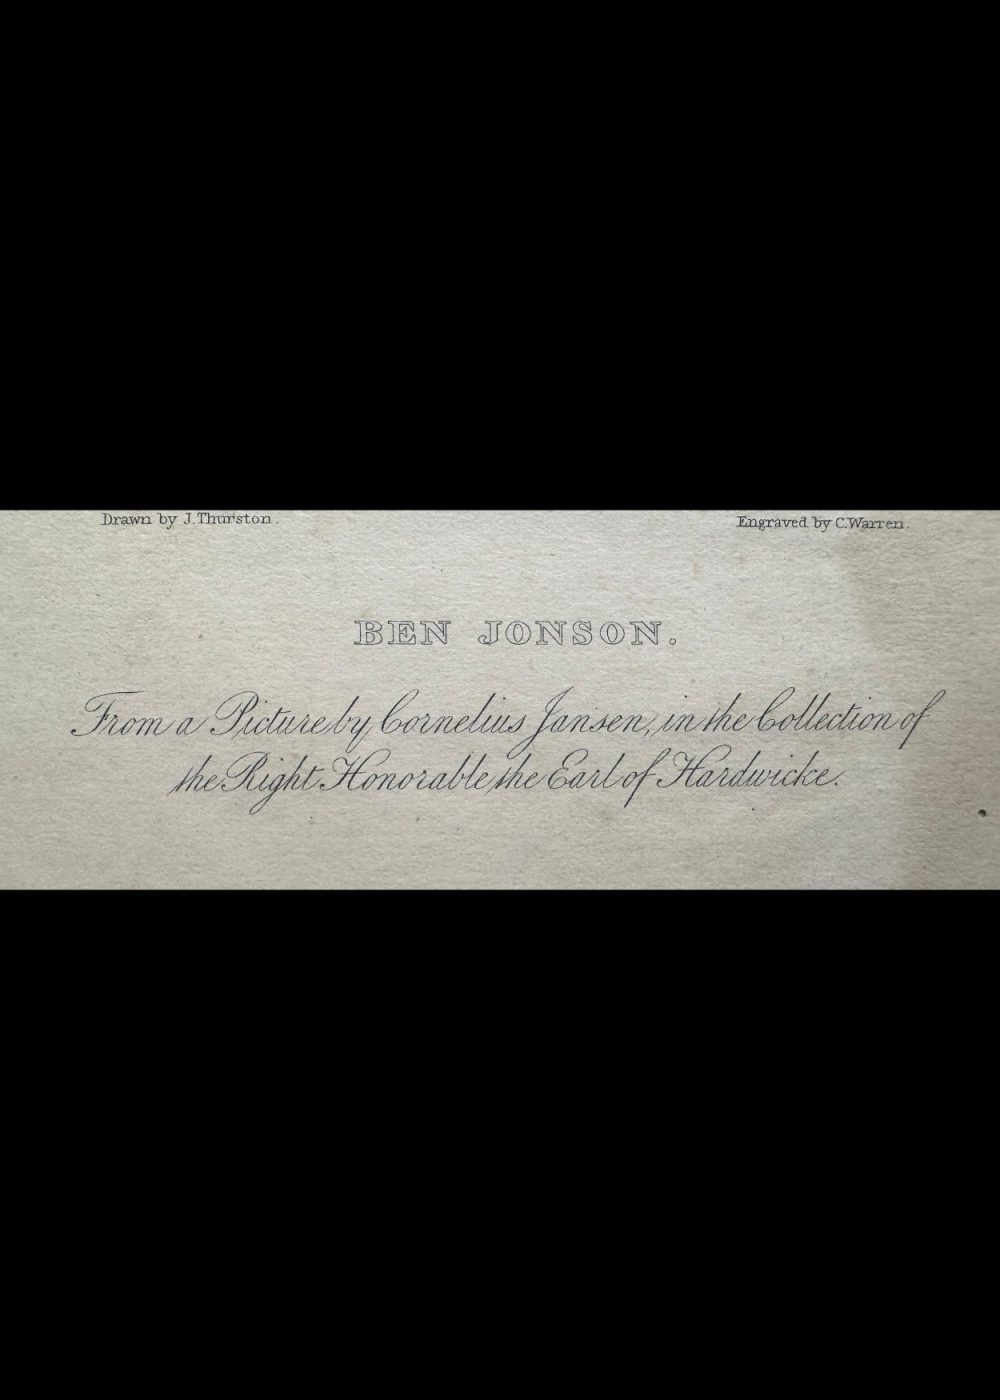 Drawn by J. Thurston.
Engraved by C. Warren.
BEN JONSON.
From a Picture by Cornelius Jansen, in the Collection of
the Right Honorable the Earl of Hardwicke.